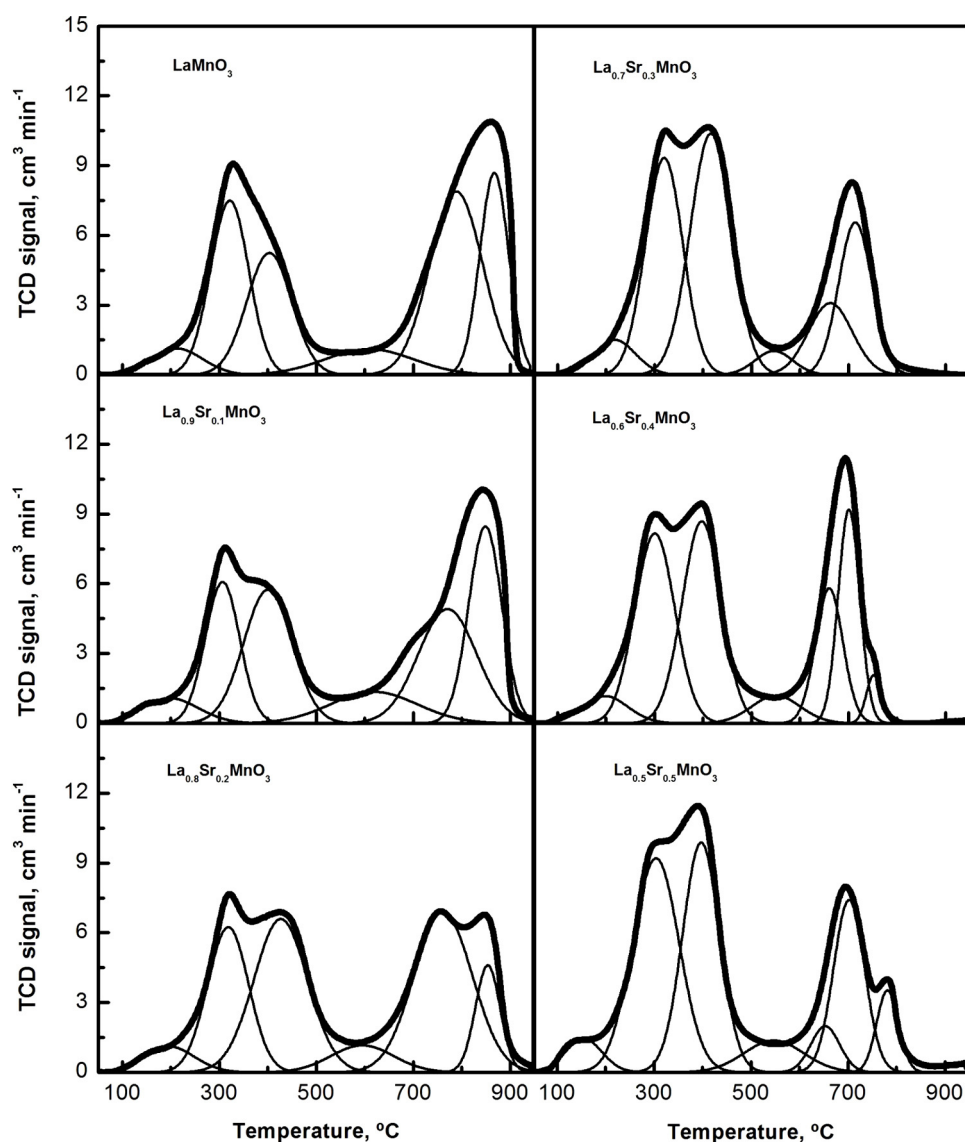 15
12
9
6
3
0
TCD signal, cm³ min⁻¹
LaMnO₃
La₀.₇Sr₀.₃MnO₃
12
9
6
3
0
TCD signal, cm³ min⁻¹
La₀.₉Sr₀.₁MnO₃
La₀.₆Sr₀.₄MnO₃
12
9
6
3
0
TCD signal, cm³ min⁻¹
La₀.₈Sr₀.₂MnO₃
La₀.₅Sr₀.₅MnO₃
100 300 500 700 900 100 300 500 700 900
Temperature, ºC Temperature, ºC